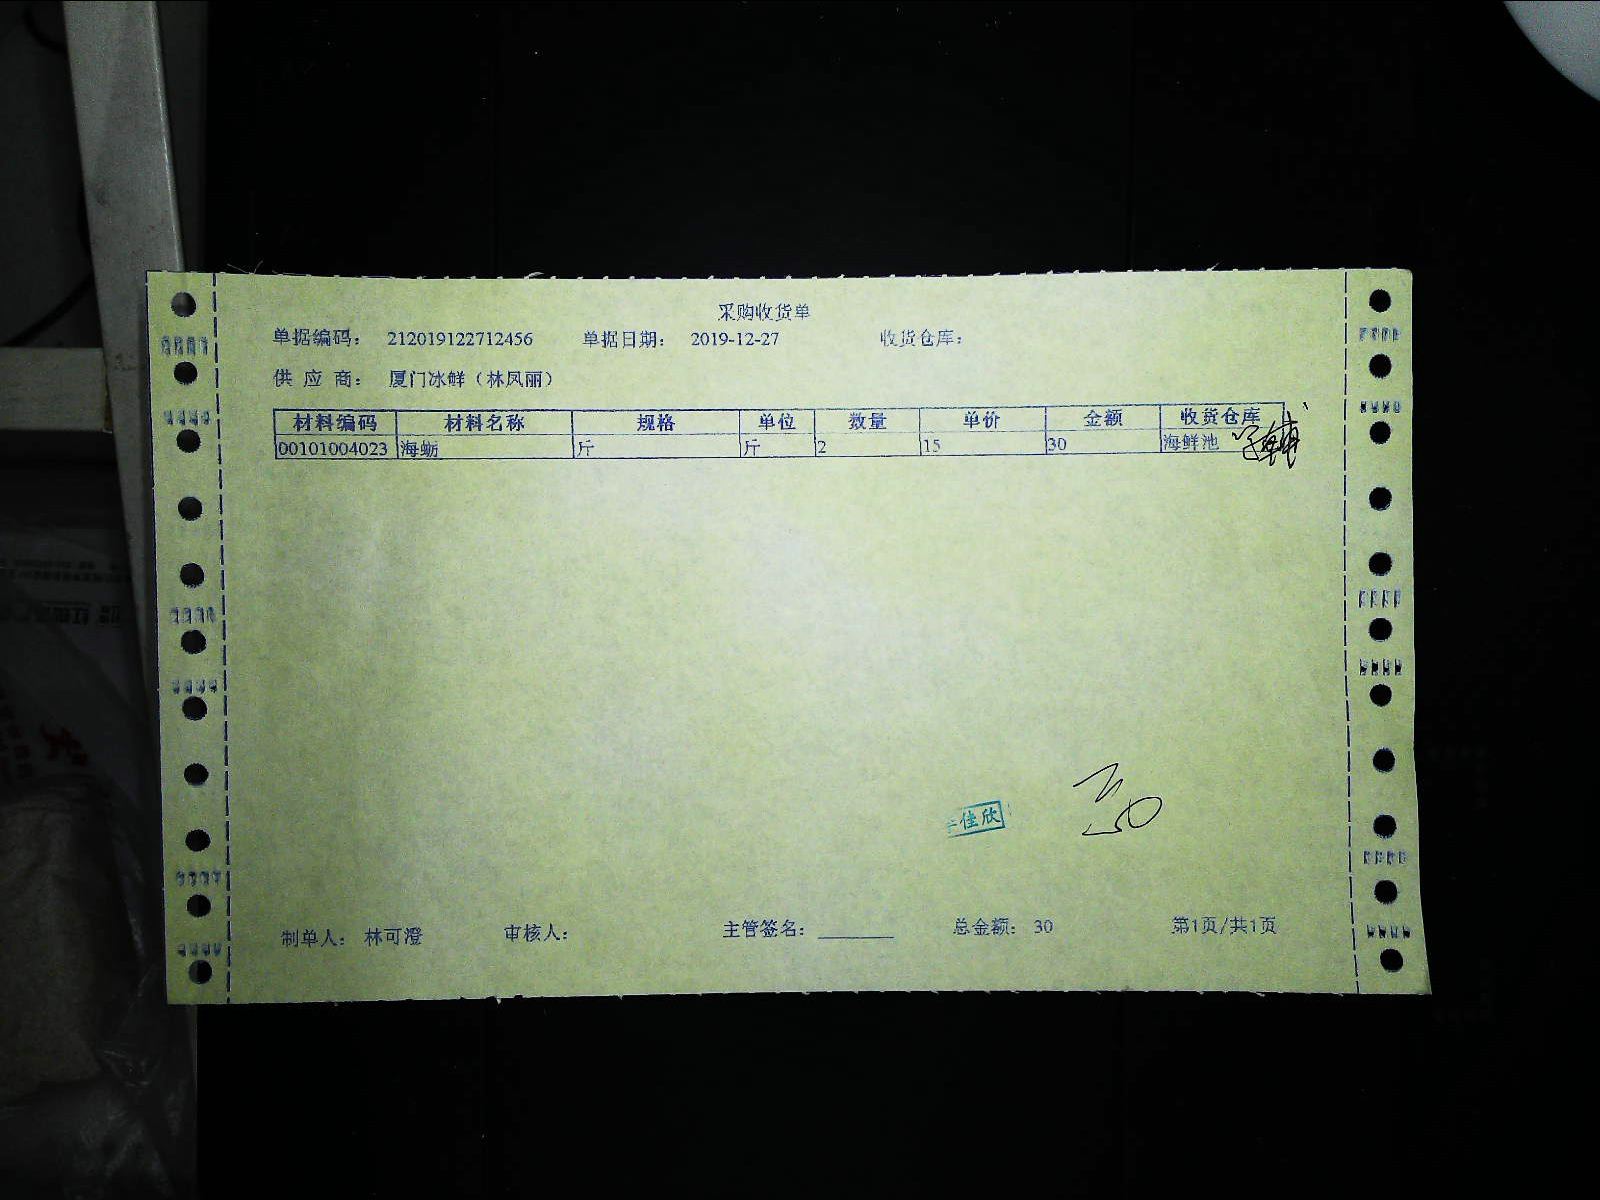 采购收货单
单据编码： 212019122712456 单据日期： 2019-12-27 收货仓库：
供 应 商： 厦门冰鲜（林凤丽）
材料编码 材料名称 规格 单位 数量 单价 金额 收货仓库
00101004023 海蛎 斤 斤 2 15 30 海鲜池
佳欣
30
制单人： 林可澄 审核人： 主管签名： ________ 总金额： 30 第1页/共1页